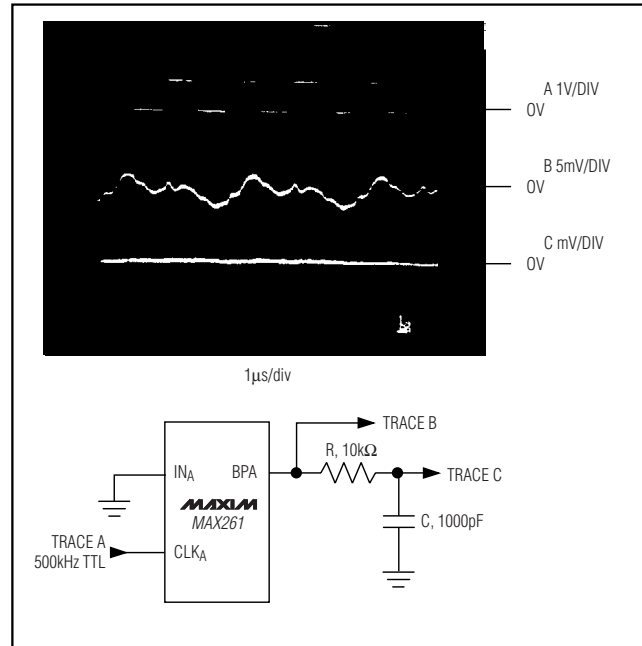 A 1V/DIV
0V
B 5mV/DIV
0V
C mV/DIV
0V
1µs/div
TRACE B
R, 10kΩ
INA BPA
TRACE C
MAXIM
MAX261
C, 1000pF
TRACE A
500kHz TTL
CLKA